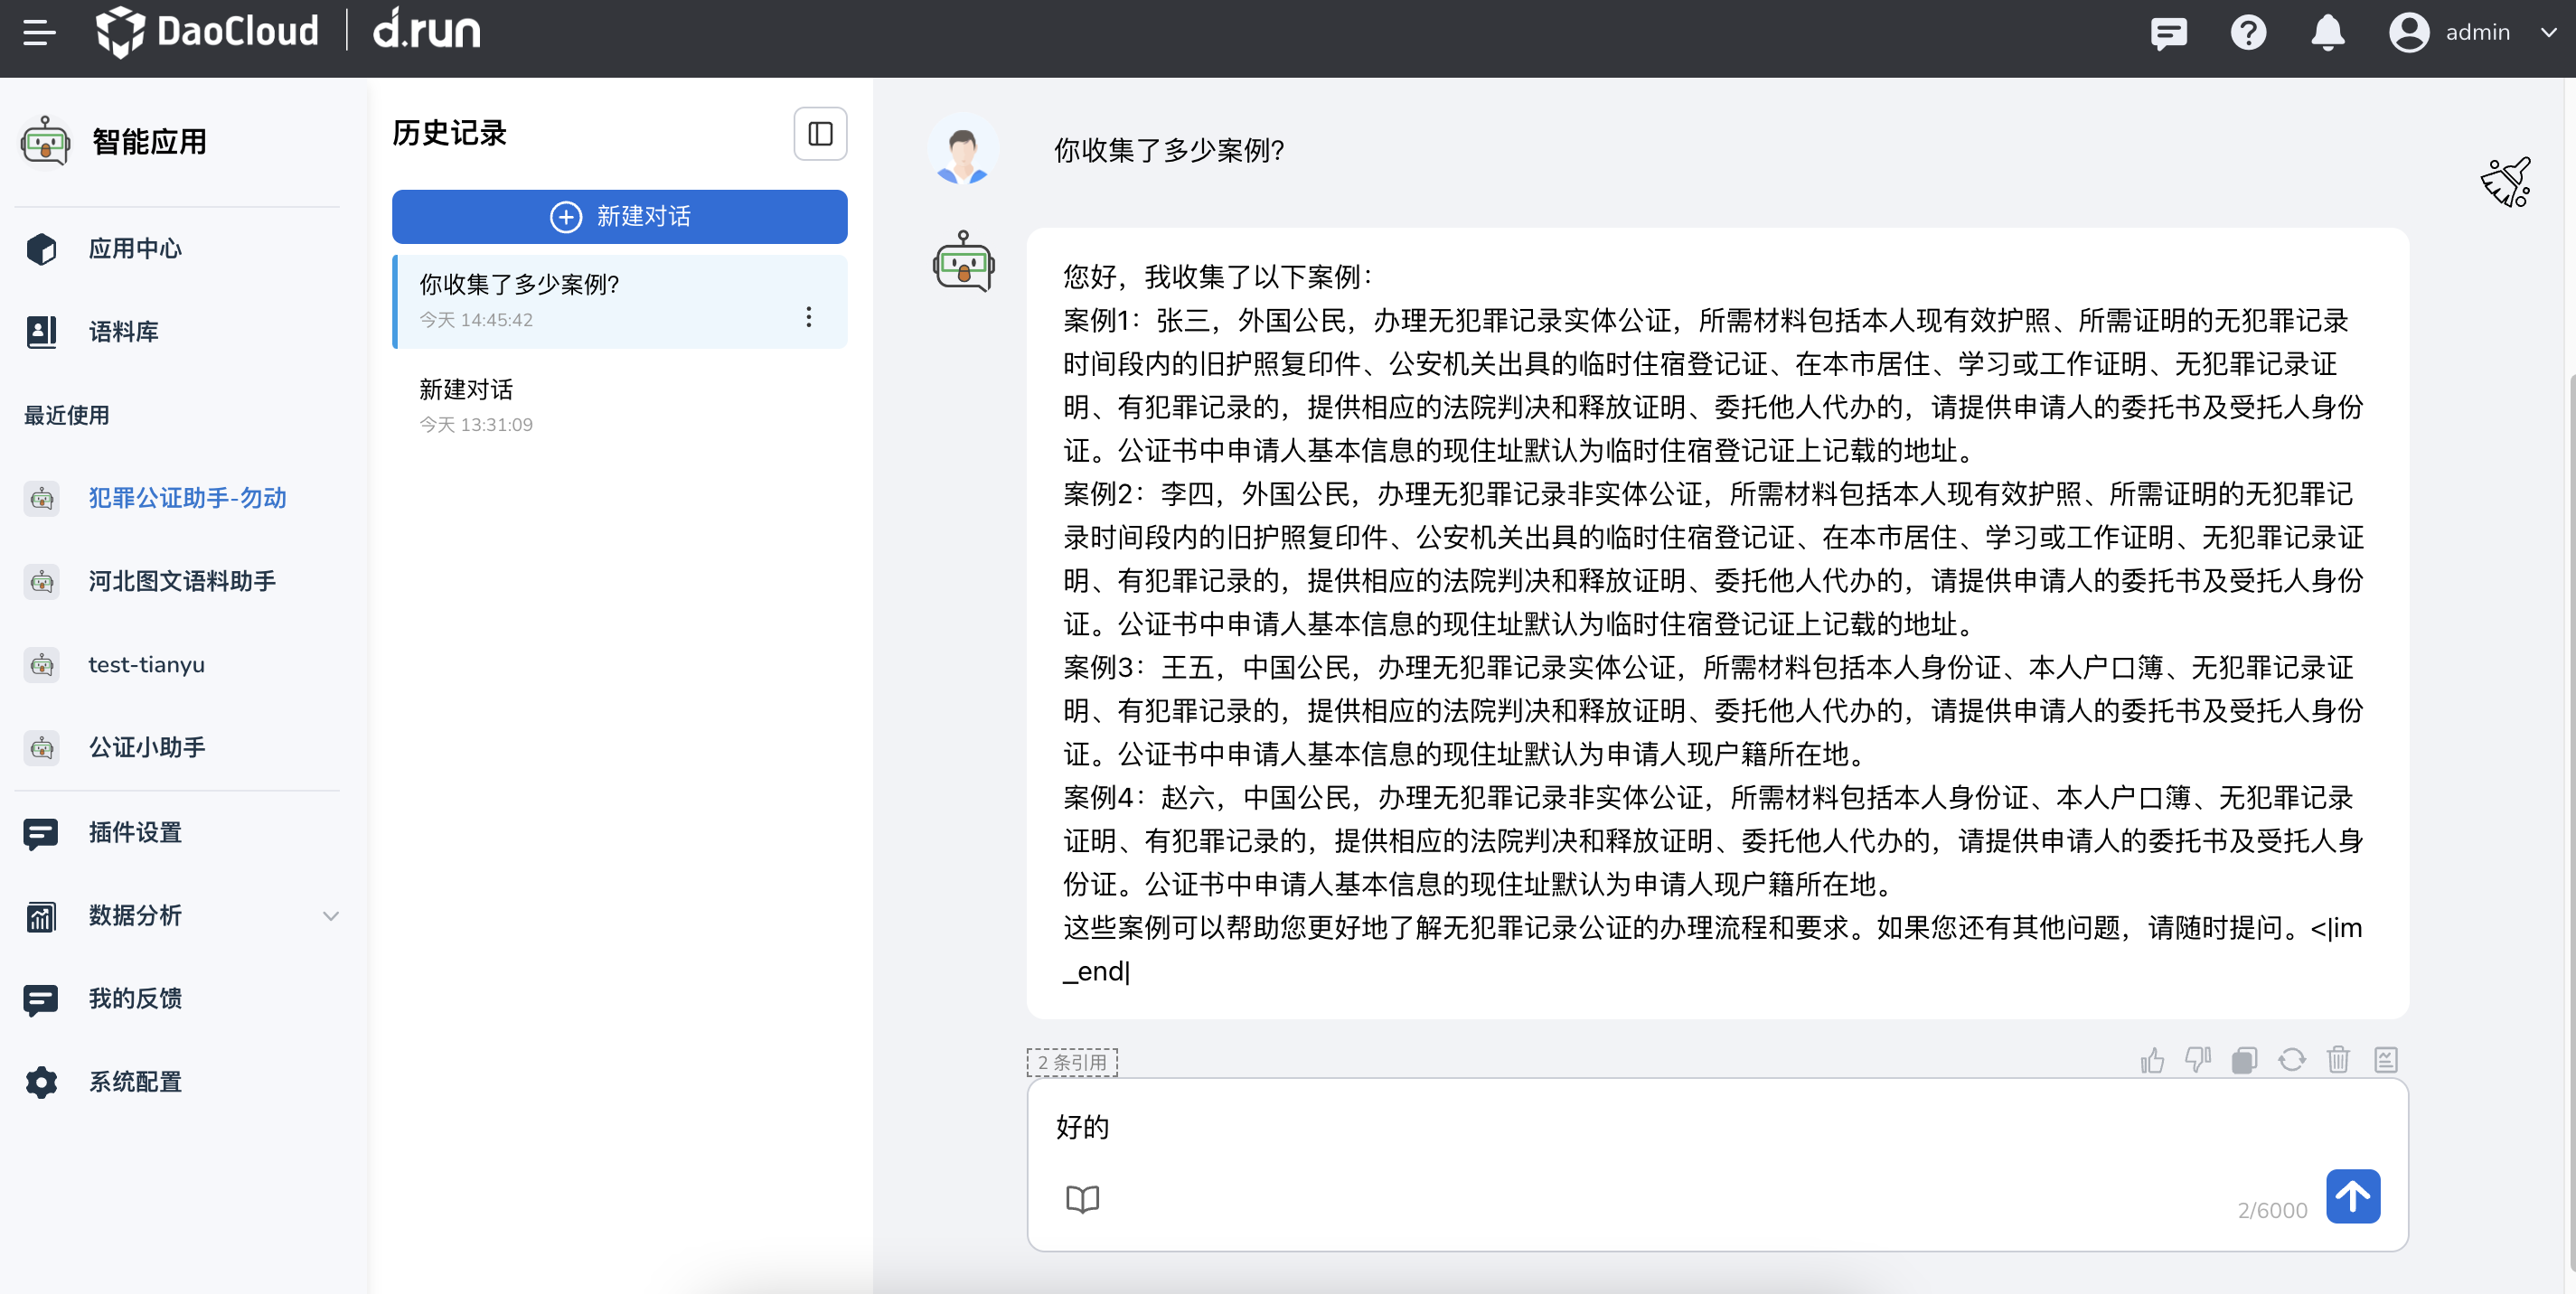 DaoCloud | d.run
admin
智能应用
应用中心
语料库
最近使用
犯罪公证助手-勿动
河北图文语料助手
test-tianyu
公证小助手
插件设置
数据分析
我的反馈
系统配置
历史记录
新建对话
你收集了多少案例?
今天 14:45:42
新建对话
今天 13:31:09
你收集了多少案例?
您好，我收集了以下案例：
案例1：张三，外国公民，办理无犯罪记录实体公证，所需材料包括本人现有效护照、所需证明的无犯罪记录
时间段内的旧护照复印件、公安机关出具的临时住宿登记证、在本市居住、学习或工作证明、无犯罪记录证
明、有犯罪记录的，提供相应的法院判决和释放证明、委托他人代办的，请提供申请人的委托书及受托人身份
证。公证书中申请人基本信息的现住址默认为临时住宿登记证上记载的地址。
案例2：李四，外国公民，办理无犯罪记录非实体公证，所需材料包括本人现有效护照、所需证明的无犯罪记
录时间段内的旧护照复印件、公安机关出具的临时住宿登记证、在本市居住、学习或工作证明、无犯罪记录证
明、有犯罪记录的，提供相应的法院判决和释放证明、委托他人代办的，请提供申请人的委托书及受托人身份
证。公证书中申请人基本信息的现住址默认为临时住宿登记证上记载的地址。
案例3：王五，中国公民，办理无犯罪记录实体公证，所需材料包括本人身份证、本人户口簿、无犯罪记录证
明、有犯罪记录的，提供相应的法院判决和释放证明、委托他人代办的，请提供申请人的委托书及受托人身份
证。公证书中申请人基本信息的现住址默认为申请人现户籍所在地。
案例4：赵六，中国公民，办理无犯罪记录非实体公证，所需材料包括本人身份证、本人户口簿、无犯罪记录
证明、有犯罪记录的，提供相应的法院判决和释放证明、委托他人代办的，请提供申请人的委托书及受托人身
份证。公证书中申请人基本信息的现住址默认为申请人现户籍所在地。
这些案例可以帮助您更好地了解无犯罪记录公证的办理流程和要求。如果您还有其他问题，请随时提问。<|im
_end|
2 条引用
好的
2/6000